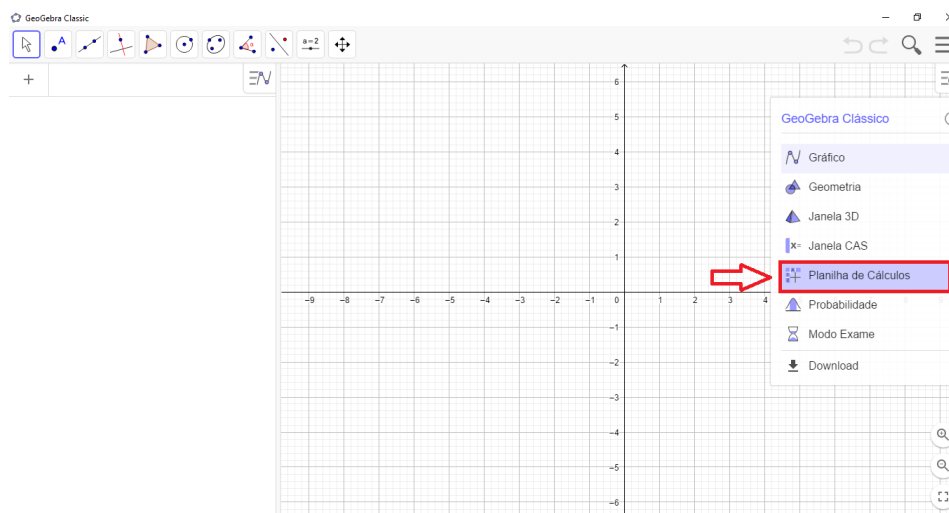 GeoGebra Classic
A
a=2
+
GeoGebra Clássico
Gráfico
Geometria
Janela 3D
x= Janela CAS
Planilha de Cálculos
Probabilidade
Modo Exame
Download
6
5
4
3
2
1
-9 -8 -7 -6 -5 -4 -3 -2 -1 0 1 2 3 4
-1
-2
-3
-4
-5
-6